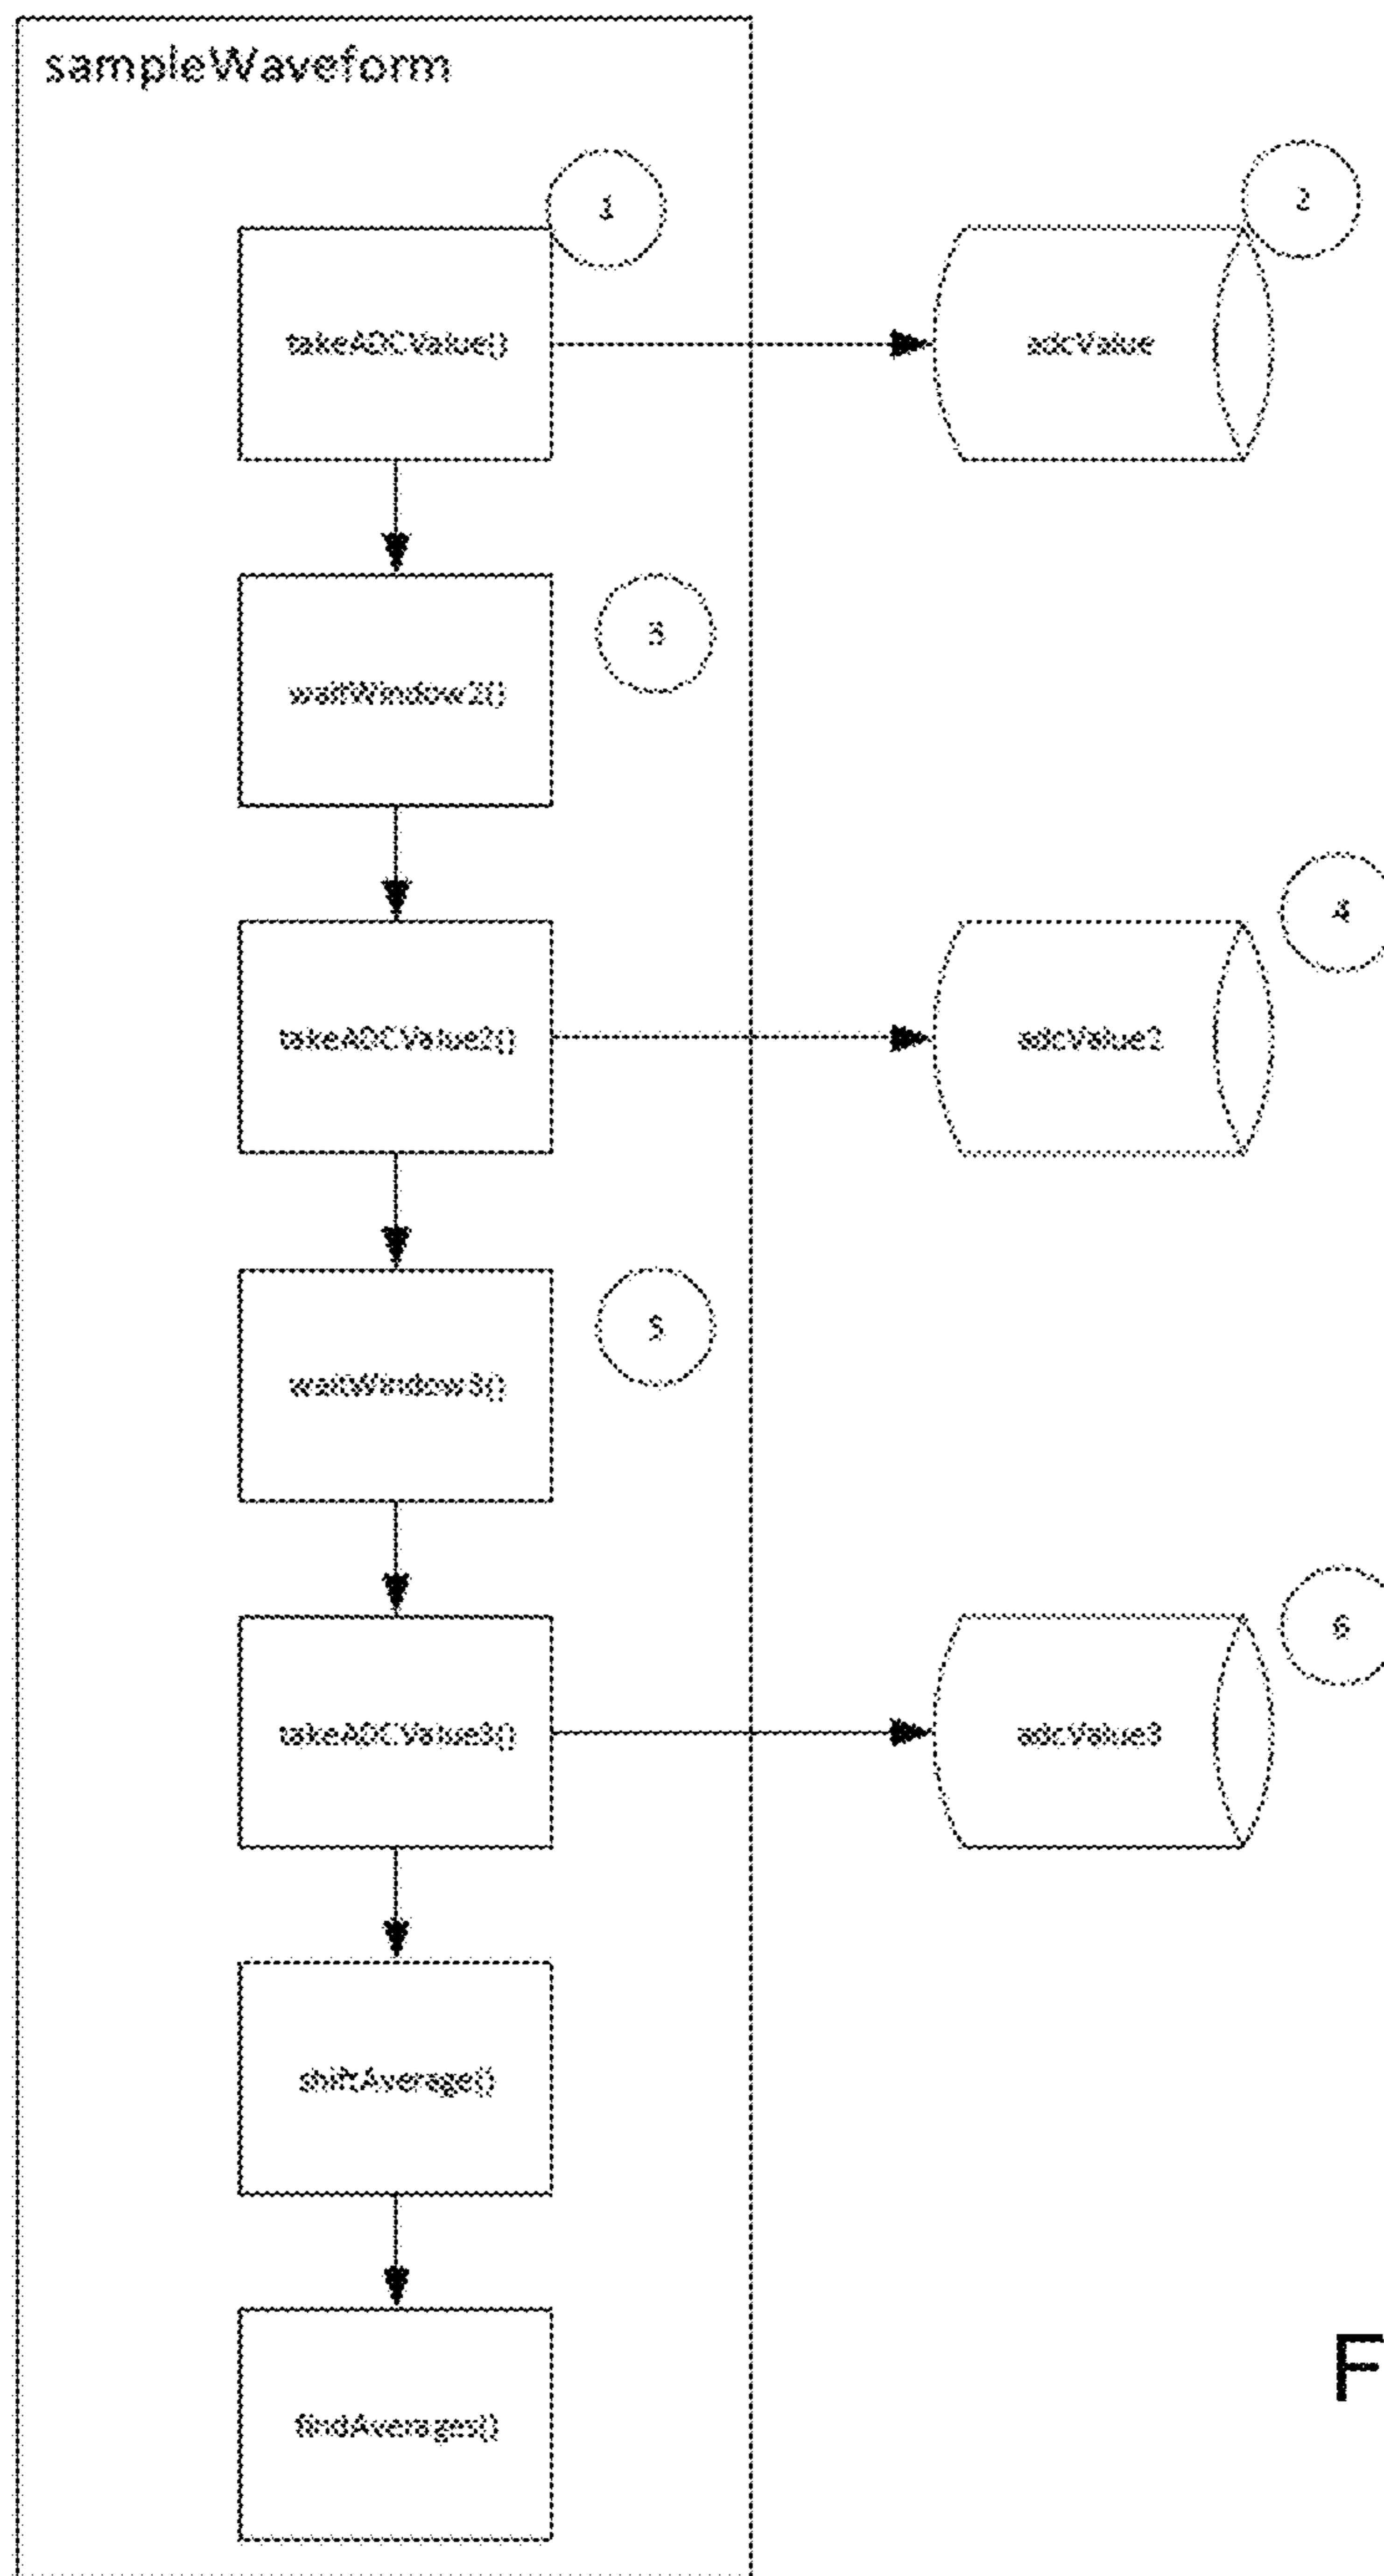 sampleWaveform
1
2
takeADCValue()
adcValue
3
waitWindow2()
4
takeADCValue2()
adcValue2
5
waitWindow3()
6
takeADCValue3()
adcValue3
shiftAverage()
findAverages()
F